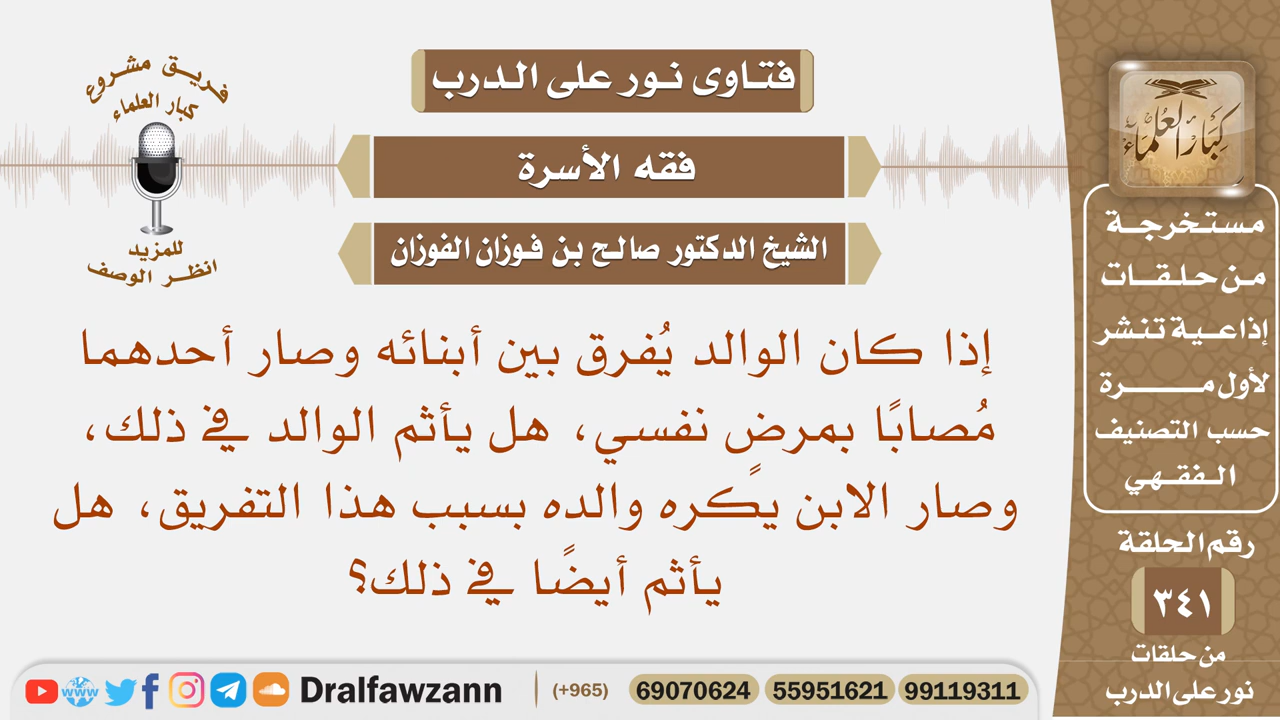 فتاوى نور على الدرب
فقه الأسرة
الشيخ الدكتور صالح بن فوزان الفوزان
فريق مشروع
كبار العلماء
للمزيد
انظر الوصف
إذا كان الوالد يُفرق بين أبنائه وصار أحدهما
مُصابًا بمرضٍ نفسي، هل يأثم الوالد في ذلك،
وصار الابن يكره والده بسبب هذا التفريق، هل
يأثم أيضًا في ذلك؟
كبار العلماء
مستخرجة
من حلقات
إذاعية تنشر
لأول مرة
حسب التصنيف
الفقهي
رقم الحلقة
٣٤١
من حلقات
نور على الدرب
www Dralfawzann (+965) 69070624 55951621 99119311